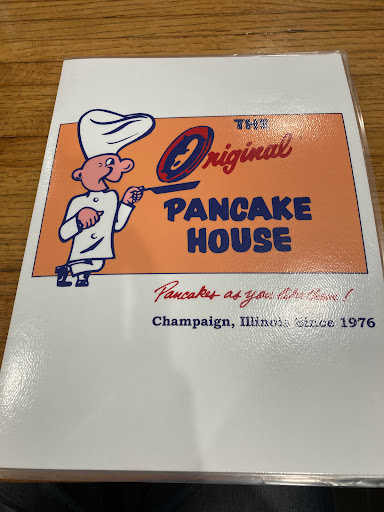 THE
Original
PANCAKE
HOUSE
Pancakes as you like them!
Champaign, Illinois Since 1976